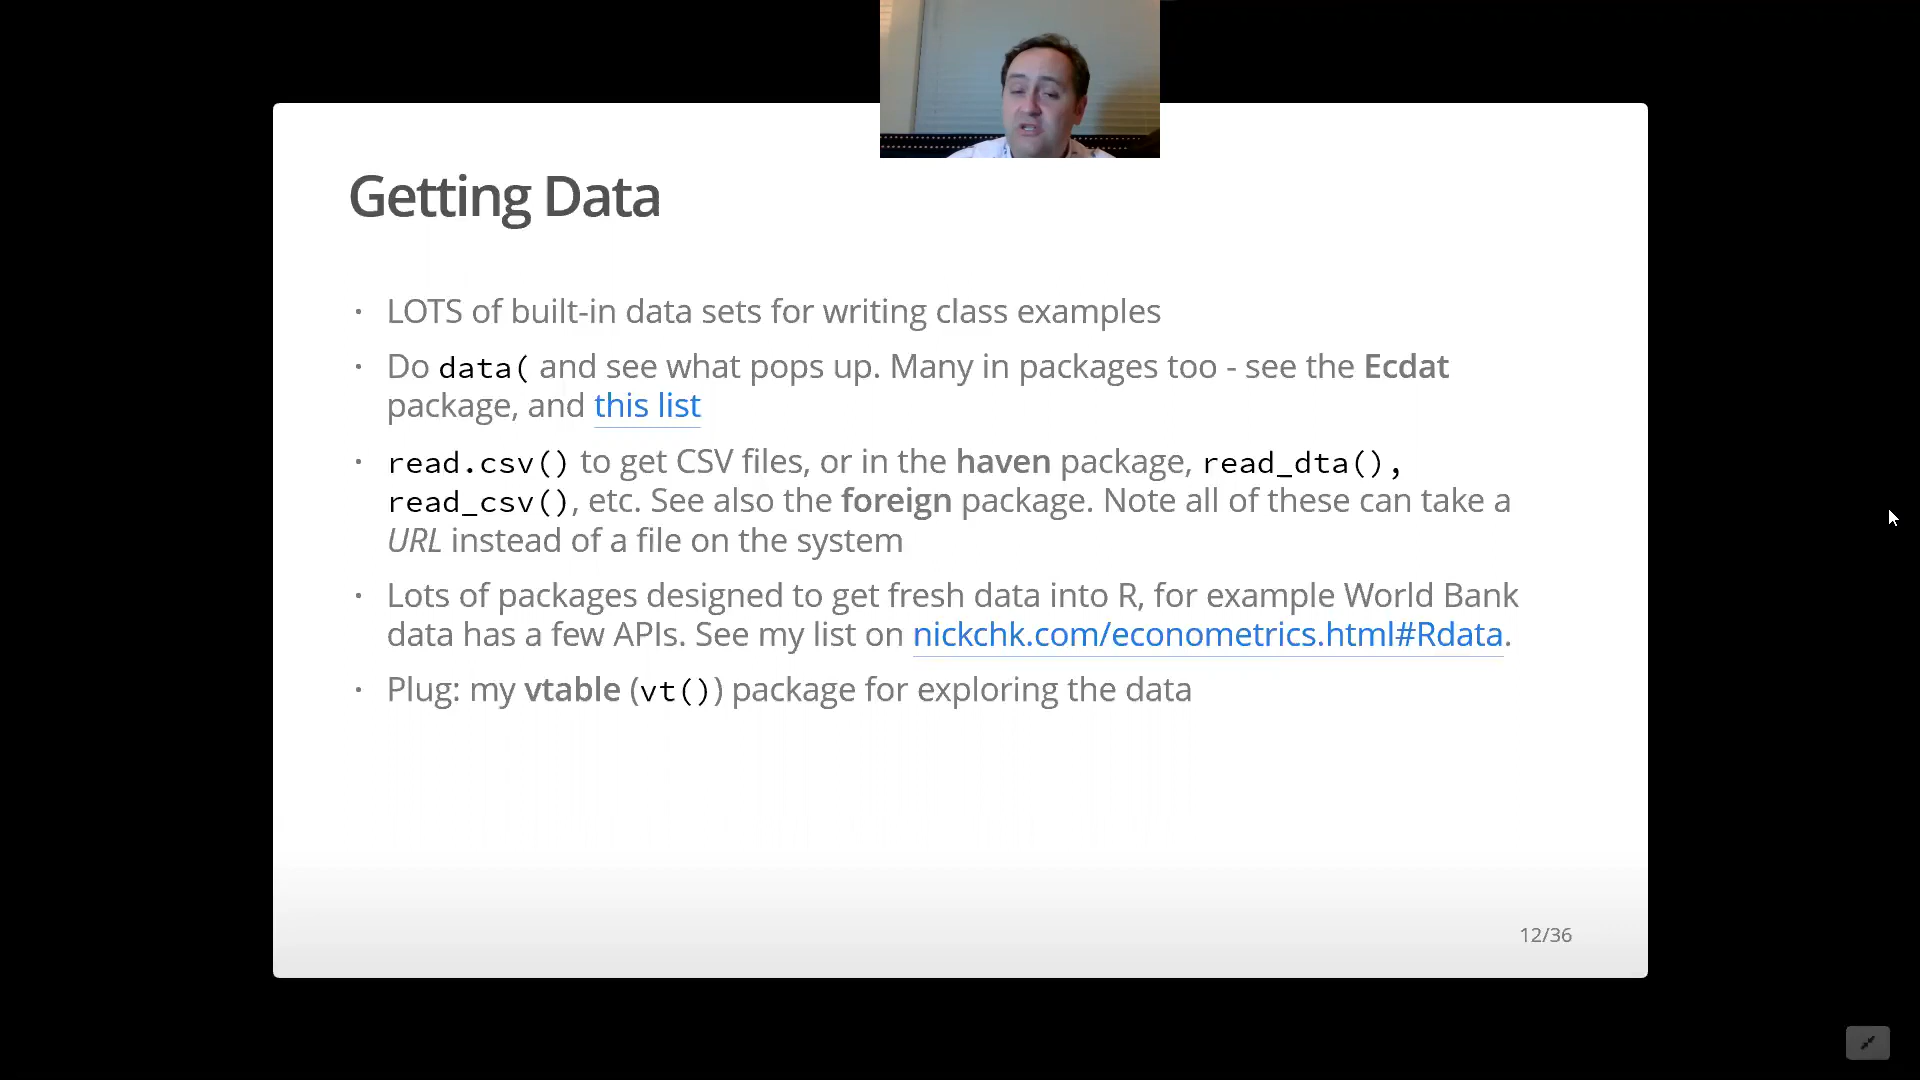 Getting Data
· LOTS of built-in data sets for writing class examples
· Do data( and see what pops up. Many in packages too - see the Ecdat
package, and this list
· read.csv() to get CSV files, or in the haven package, read_dta(),
read_csv(), etc. See also the foreign package. Note all of these can take a
URL instead of a file on the system
· Lots of packages designed to get fresh data into R, for example World Bank
data has a few APIs. See my list on nickchk.com/econometrics.html#Rdata.
· Plug: my vtable (vt()) package for exploring the data
12/36